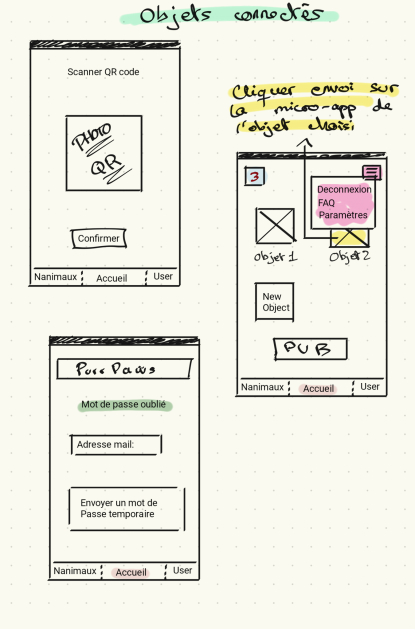 Objets connectés
Scanner QR code
PHOTO
QR
Confirmer
Nanimaux Accueil User
Cliquer envoi sur
la micro-app de
l'objet choisi
3
Deconnexion
FAQ
Paramètres
Objet 1 Objet 2
New
Object
PUB
Nanimaux Accueil User
Purr Paws
Mot de passe oublié
Adresse mail:
Envoyer un mot de
Passe temporaire
Nanimaux Accueil User